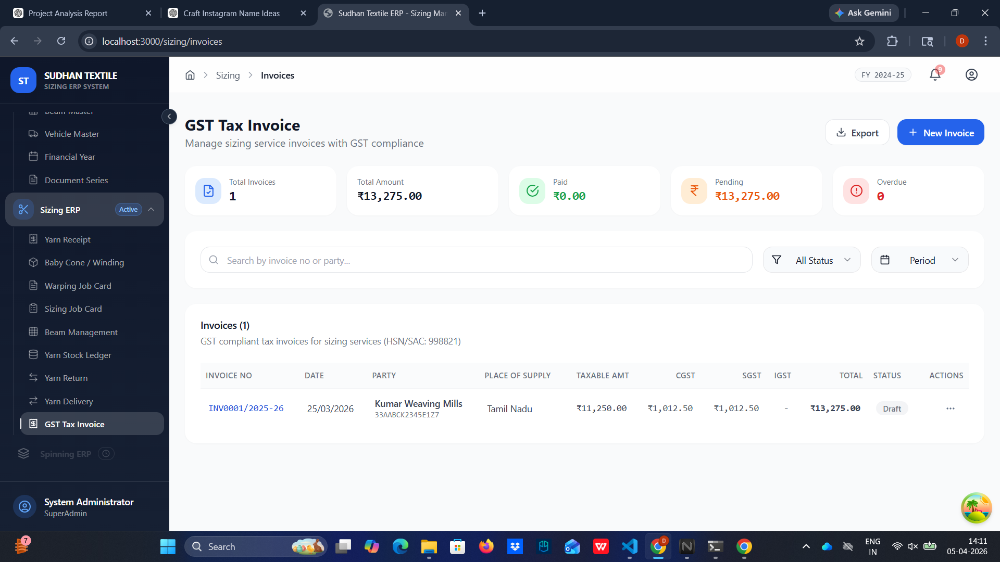 Project Analysis Report
Craft Instagram Name Ideas
Sudhan Textile ERP - Sizing Mar
Ask Gemini
localhost:3000/sizing/invoices
D
ST
SUDHAN TEXTILE
SIZING ERP SYSTEM
Sizing
Invoices
FY 2024-25
9
Beam Master
Vehicle Master
Financial Year
Document Series
Sizing ERP
Active
Yarn Receipt
Baby Cone / Winding
Warping Job Card
Sizing Job Card
Beam Management
Yarn Stock Ledger
Yarn Return
Yarn Delivery
GST Tax Invoice
Spinning ERP
System Administrator
SuperAdmin
GST Tax Invoice
Manage sizing service invoices with GST compliance
Export
New Invoice
Total Invoices
1
Total Amount
₹13,275.00
Paid
₹0.00
Pending
₹13,275.00
Overdue
0
Search by invoice no or party...
All Status
Period
Invoices (1)
GST compliant tax invoices for sizing services (HSN/SAC: 998821)
INVOICE NO DATE PARTY PLACE OF SUPPLY TAXABLE AMT CGST SGST IGST TOTAL STATUS ACTIONS
INV0001/2025-26 25/03/2026 Kumar Weaving Mills Tamil Nadu ₹11,250.00 ₹1,012.50 ₹1,012.50 - ₹13,275.00 Draft
33AABCK2345E1Z7
7
Search
D
ENG
IN
14:11
05-04-2026